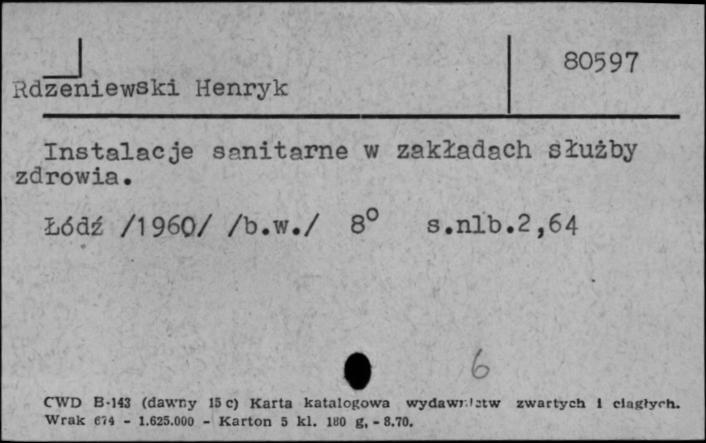 80597
Rdzeniewski Henryk
Instalacje sanitarne w zakładach służby
zdrowia.
Łódź /1960/ /b.w./ 8° s.nlb.2,64
6
CWD B-143 (dawny 15 c) Karta katalogowa wydawnictw zwartych i ciągłych.
Wrak 674 - 1.625.000 - Karton 5 kl. 180 g, - 8.70.